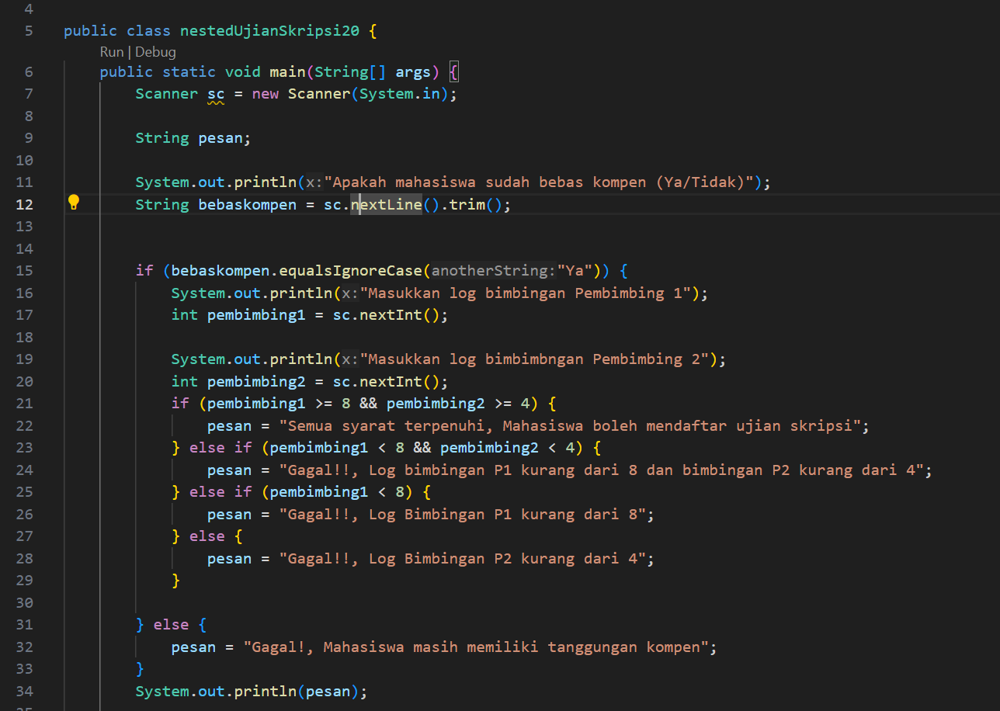 4
5 public class nestedUjianSkripsi20 {
Run | Debug
6 public static void main(String[] args) {
7 Scanner sc = new Scanner(System.in);
8
9 String pesan;
10
11 System.out.println(x:"Apakah mahasiswa sudah bebas kompen (Ya/Tidak)");
12 String bebaskompen = sc.nextLine().trim();
13
14
15 if (bebaskompen.equalsIgnoreCase(anotherString:"Ya")) {
16 System.out.println(x:"Masukkan log bimbingan Pembimbing 1");
17 int pembimbing1 = sc.nextInt();
18
19 System.out.println(x:"Masukkan log bimbimbngan Pembimbing 2");
20 int pembimbing2 = sc.nextInt();
21 if (pembimbing1 >= 8 && pembimbing2 >= 4) {
22 pesan = "Semua syarat terpenuhi, Mahasiswa boleh mendaftar ujian skripsi";
23 } else if (pembimbing1 < 8 && pembimbing2 < 4) {
24 pesan = "Gagal!!, Log bimbingan P1 kurang dari 8 dan bimbingan P2 kurang dari 4";
25 } else if (pembimbing1 < 8) {
26 pesan = "Gagal!!, Log Bimbingan P1 kurang dari 8";
27 } else {
28 pesan = "Gagal!!, Log Bimbingan P2 kurang dari 4";
29 }
30
31 } else {
32 pesan = "Gagal!, Mahasiswa masih memiliki tanggungan kompen";
33 }
34 System.out.println(pesan);